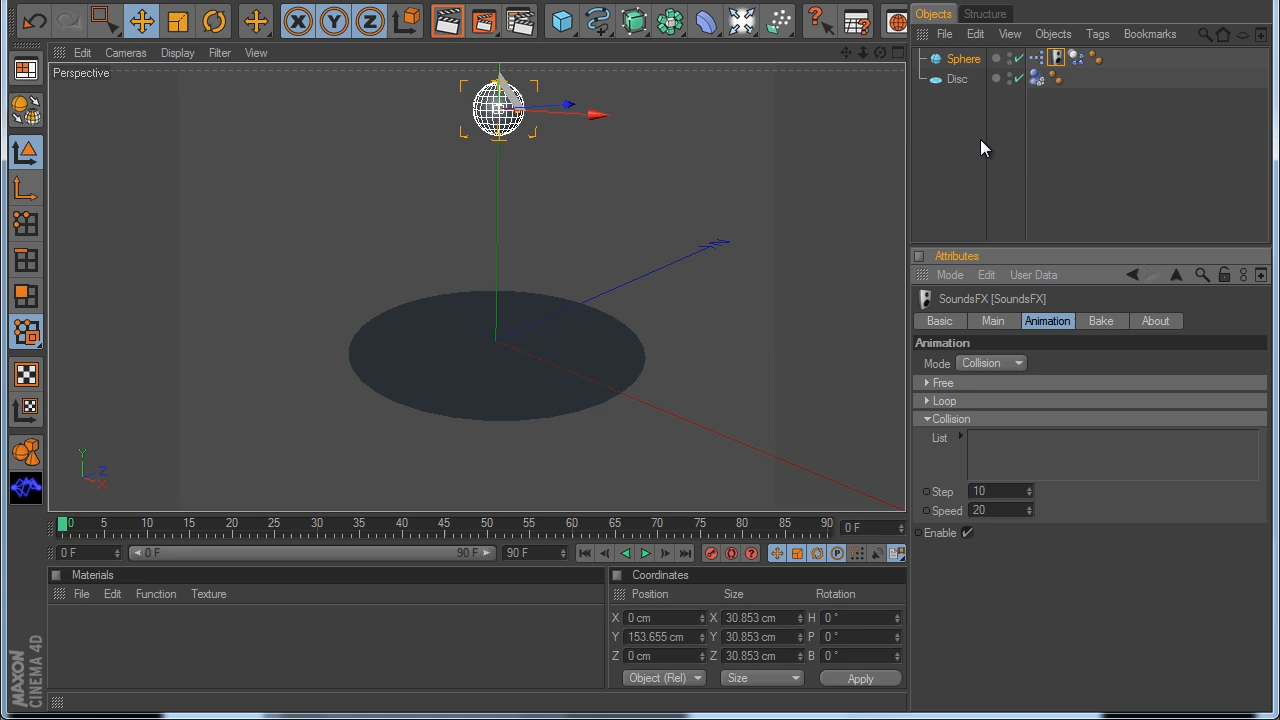 Objects Structure
File Edit View Objects Tags Bookmarks
X Y Z
Edit Cameras Display Filter View
Perspective
Sphere
Disc
Attributes
Mode Edit User Data
SoundsFX [SoundsFX]
Basic Main Animation Bake About
Animation
Mode Collision
Free
Loop
Collision
List
Step 10
Speed 20
Enable
Y
Z
X
0 5 10 15 20 25 30 35 40 45 50 55 60 65 70 75 80 85 90 0 F
0 F 0 F 90 F 90 F
Materials
File Edit Function Texture
Coordinates
Position Size Rotation
X 0 cm X 30.853 cm H 0 °
Y 153.655 cm Y 30.853 cm P 0 °
Z 0 cm Z 30.853 cm B 0 °
Object (Rel) Size Apply
MAXON
CINEMA 4D